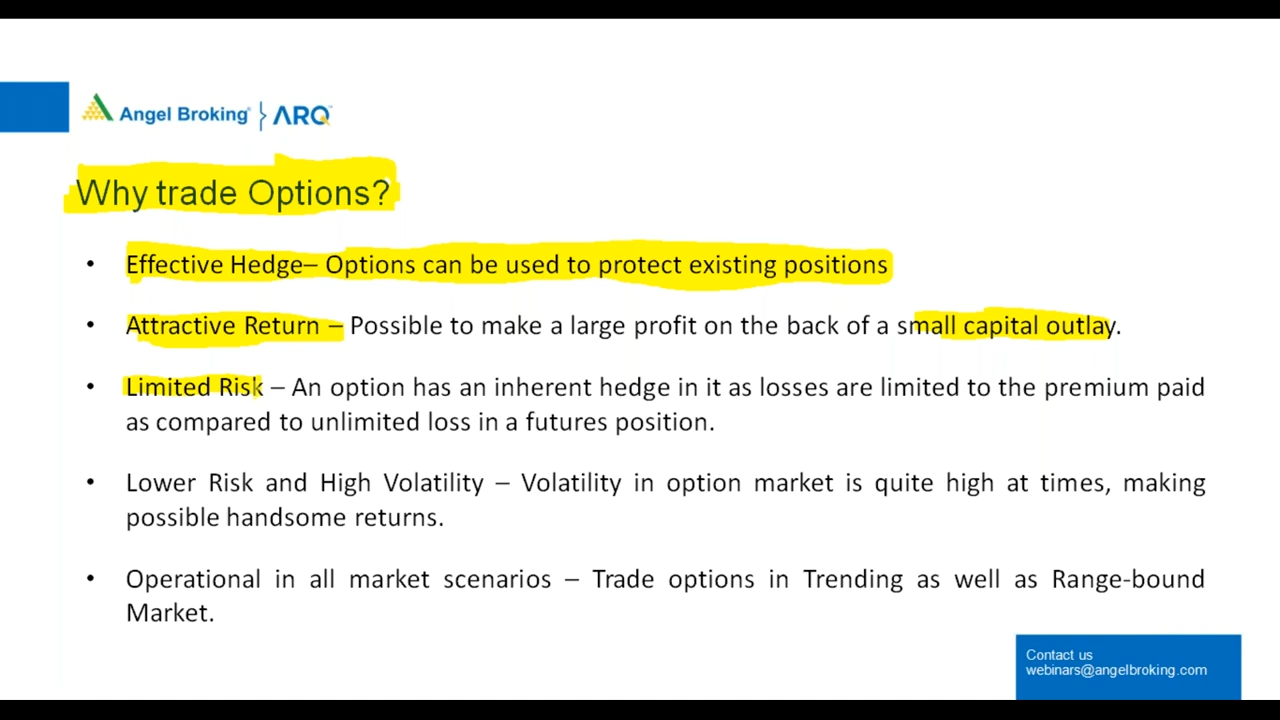 Angel Broking ARQ
Why trade Options?
• Effective Hedge– Options can be used to protect existing positions
• Attractive Return – Possible to make a large profit on the back of a small capital outlay.
• Limited Risk – An option has an inherent hedge in it as losses are limited to the premium paid
as compared to unlimited loss in a futures position.
• Lower Risk and High Volatility – Volatility in option market is quite high at times, making
possible handsome returns.
• Operational in all market scenarios – Trade options in Trending as well as Range-bound
Market.
Contact us
webinars@angelbroking.com